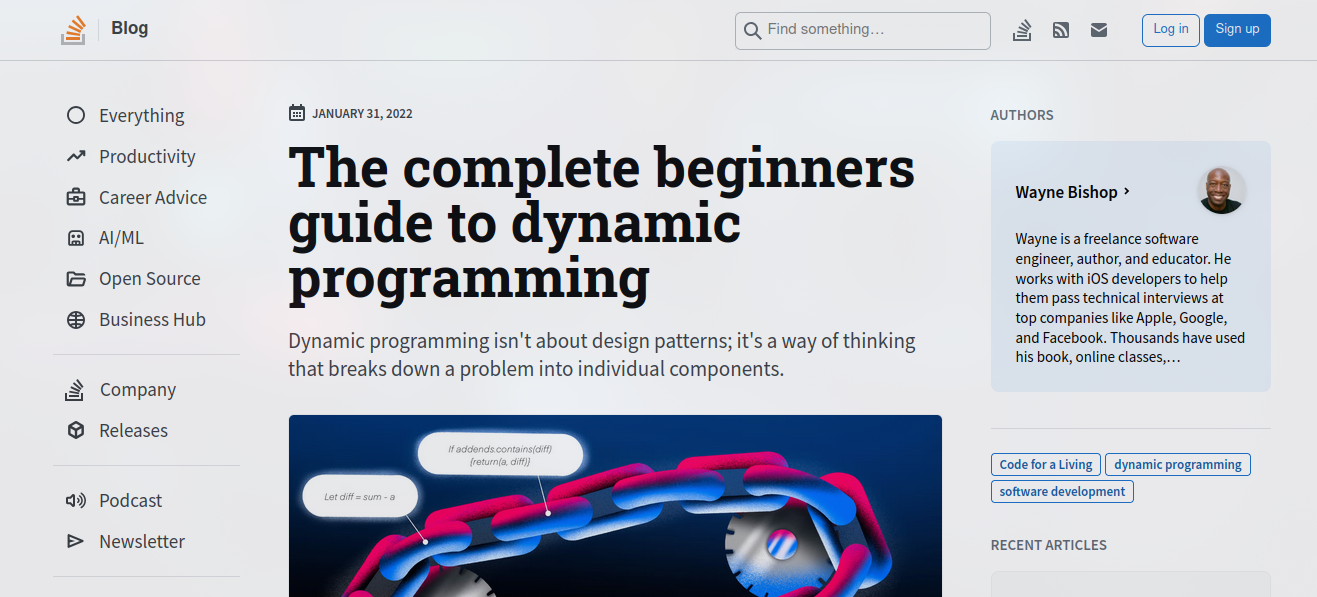 Blog
Find something...
Log in
Sign up
Everything
Productivity
Career Advice
AI/ML
Open Source
Business Hub
Company
Releases
Podcast
Newsletter
JANUARY 31, 2022
The complete beginners
guide to dynamic
programming
Dynamic programming isn't about design patterns; it's a way of thinking
that breaks down a problem into individual components.
If addends.contains(diff)
{return(a, diff)}
Let diff = sum - a
AUTHORS
Wayne Bishop
Wayne is a freelance software
engineer, author, and educator. He
works with iOS developers to help
them pass technical interviews at
top companies like Apple, Google,
and Facebook. Thousands have used
his book, online classes,…
Code for a Living
dynamic programming
software development
RECENT ARTICLES